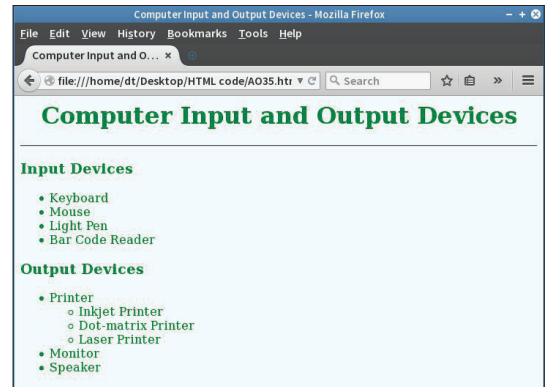 Computer Input and Output Devices - Mozilla Firefox
File Edit View History Bookmarks Tools Help
Computer Input and O... ×
file:///home/dt/Desktop/HTML code/AO35.htr
Search
Computer Input and Output Devices
Input Devices
• Keyboard
• Mouse
• Light Pen
• Bar Code Reader
Output Devices
• Printer
◦ Inkjet Printer
◦ Dot-matrix Printer
◦ Laser Printer
• Monitor
• Speaker